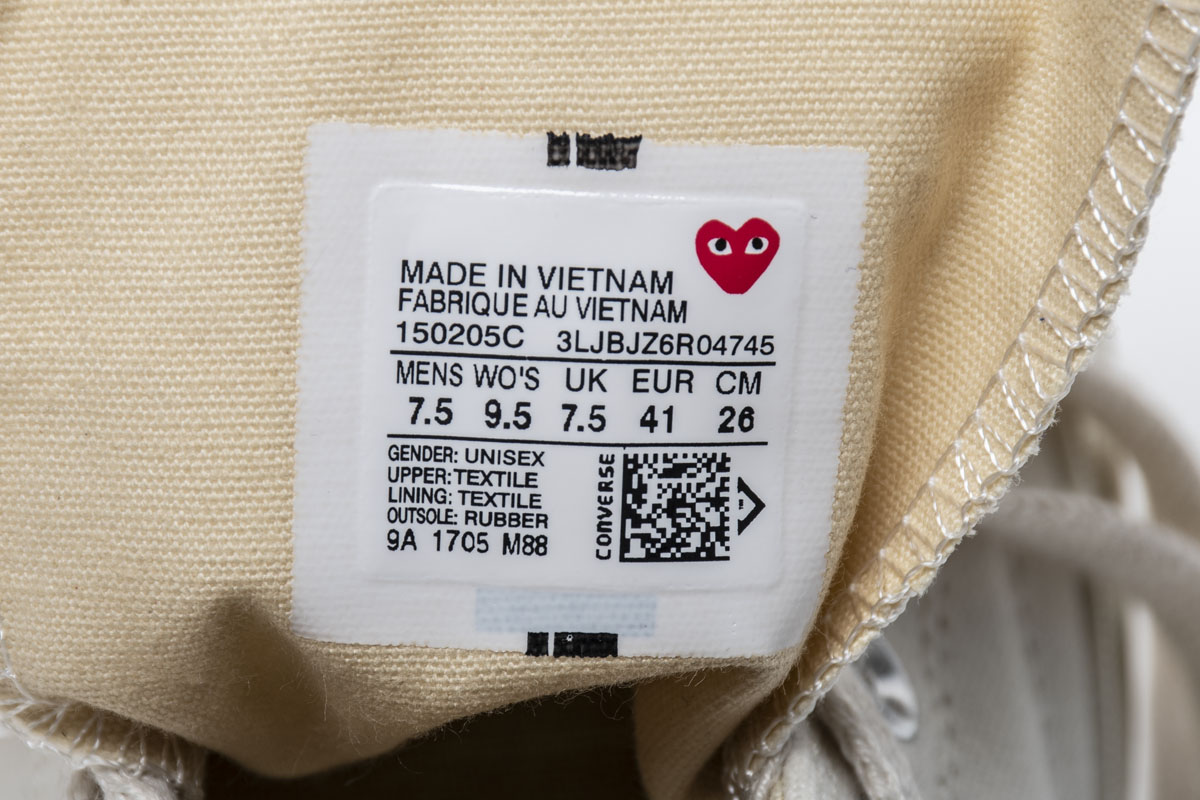 MADE IN VIETNAM
FABRIQUE AU VIETNAM
150205C 3LJBJZ6R04745
MENS WO'S UK EUR CM
7.5 9.5 7.5 41 26
GENDER: UNISEX
UPPER: TEXTILE
LINING: TEXTILE
OUTSOLE: RUBBER
9A 1705 M88
CONVERSE